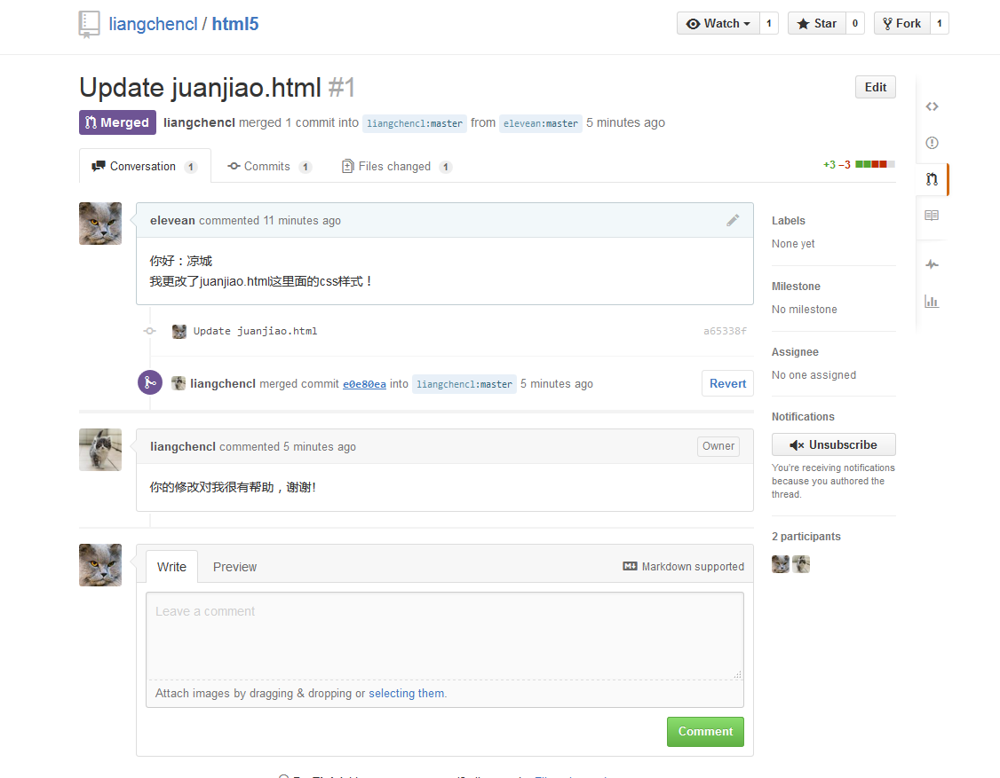 liangchencl / html5
Watch 1
Star 0
Fork 1
Update juanjiao.html #1
Edit
Merged liangchencl merged 1 commit into liangchencl:master from elevean:master 5 minutes ago
Conversation 1
Commits 1
Files changed 1
+3 −3
elevean commented 11 minutes ago
你好：凉城
我更改了juanjiao.html这里面的css样式！
Update juanjiao.html
a65338f
liangchencl merged commit e0e80ea into liangchencl:master 5 minutes ago
Revert
liangchencl commented 5 minutes ago
Owner
你的修改对我很有帮助，谢谢!
Write
Preview
Markdown supported
Leave a comment
Attach images by dragging & dropping or selecting them.
Comment
Labels
None yet
Milestone
No milestone
Assignee
No one assigned
Notifications
Unsubscribe
You're receiving notifications
because you authored the
thread.
2 participants